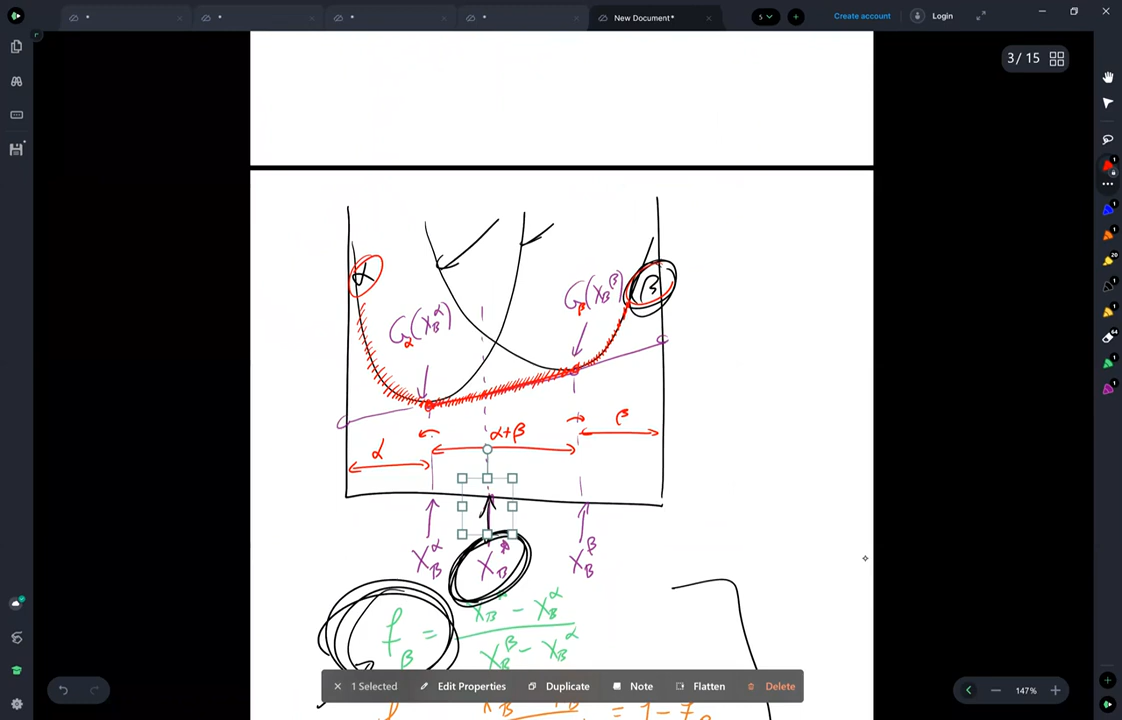 New Document*
5
Create account
Login
3 / 15
α
β
G_α(X_B^α)
G_β(X_B^β)
α
α+β
β
X_B^α
X_B
X_B^β
f_β = (X_B - X_B^α) / (X_B^β - X_B^α)
1 Selected
Edit Properties
Duplicate
Note
Flatten
Delete
147%
= 1 -